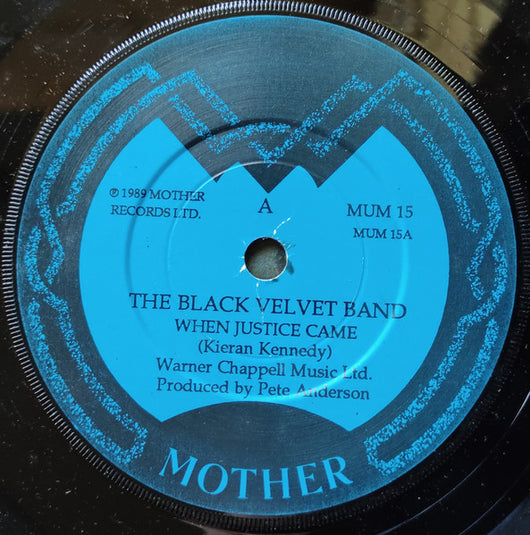 ℗ 1989 MOTHER
RECORDS LTD.
A
MUM 15
MUM 15A
THE BLACK VELVET BAND
WHEN JUSTICE CAME
(Kieran Kennedy)
Warner Chappell Music Ltd.
Produced by Pete Anderson
MOTHER